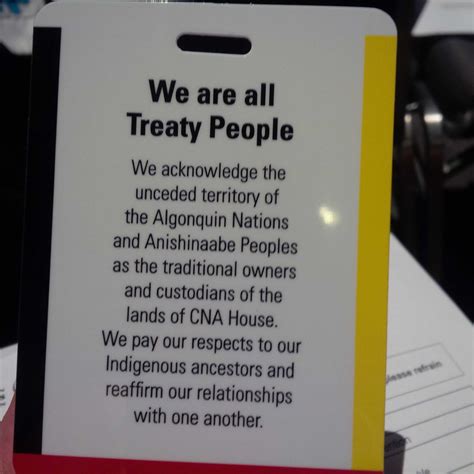 We are all
Treaty People
We acknowledge the
unceded territory of
the Algonquin Nations
and Anishinaabe Peoples
as the traditional owners
and custodians of the
lands of CNA House.
We pay our respects to our
Indigenous ancestors and
reaffirm our relationships
with one another.
please refrain